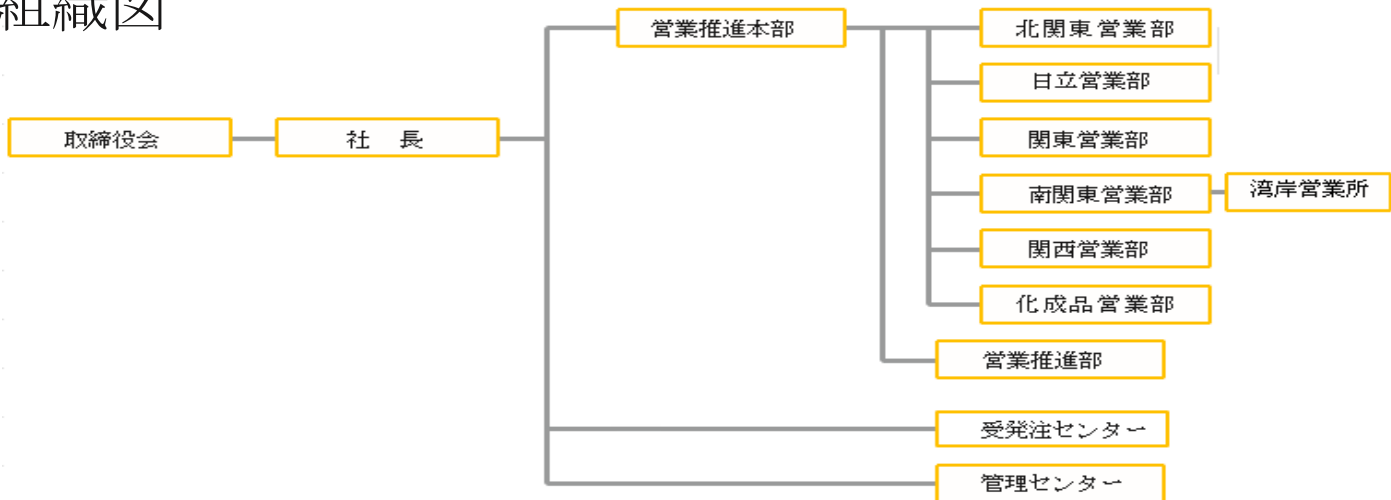 組織図
営業推進本部
北関東営業部
日立営業部
取締役会
社 長
関東営業部
南関東営業部
湾岸営業所
関西営業部
化成品営業部
営業推進部
受発注センター
管理センター